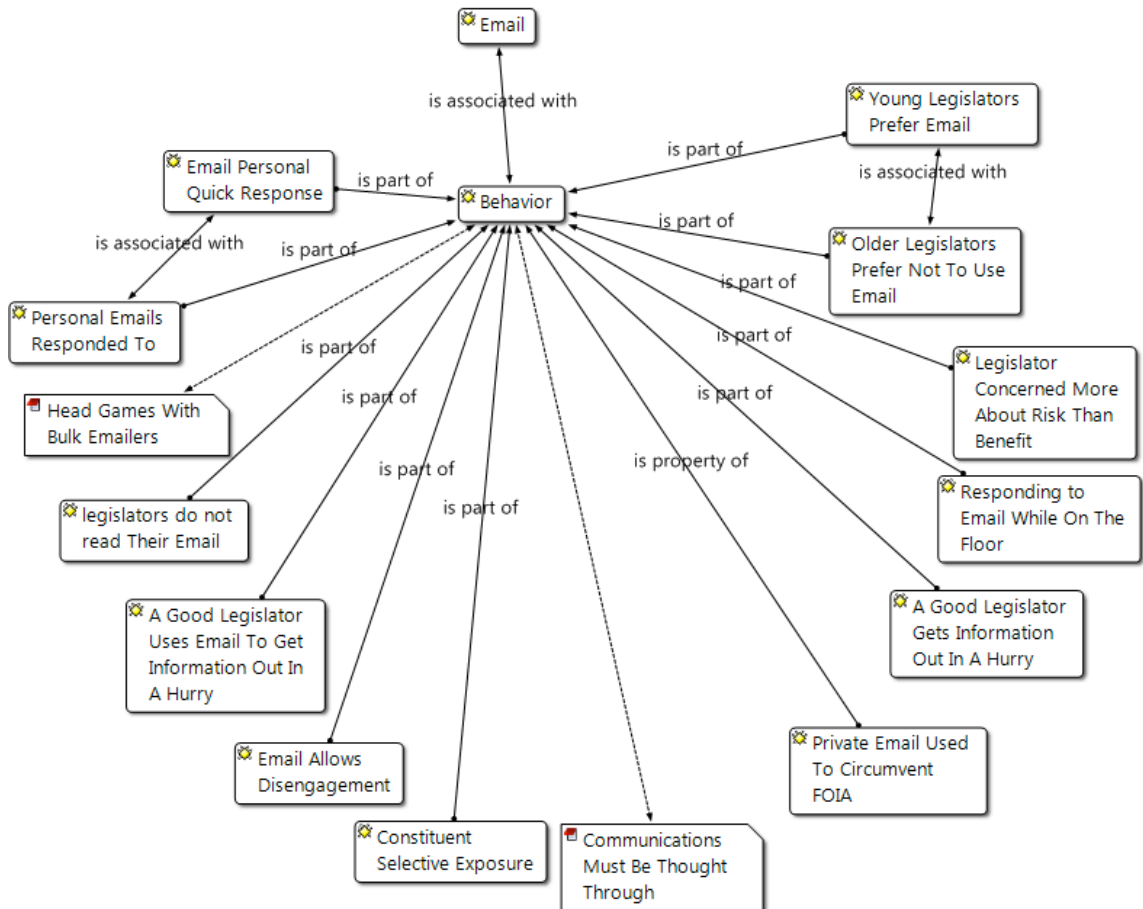 Email
is associated with
Young Legislators
Prefer Email
is part of
Email Personal
Quick Response
is part of
is associated with
Behavior
is associated with
is part of
is part of
Older Legislators
Prefer Not To Use
Email
is part of
Personal Emails
Responded To
is part of
Legislator
Concerned More
About Risk Than
Benefit
Head Games With
Bulk Emailers
is part of
is part of
is part of
is property of
is part of
Responding to
Email While On The
Floor
legislators do not
read Their Email
A Good Legislator
Uses Email To Get
Information Out In
A Hurry
A Good Legislator
Gets Information
Out In A Hurry
Email Allows
Disengagement
Private Email Used
To Circumvent
FOIA
Constituent
Selective Exposure
Communications
Must Be Thought
Through